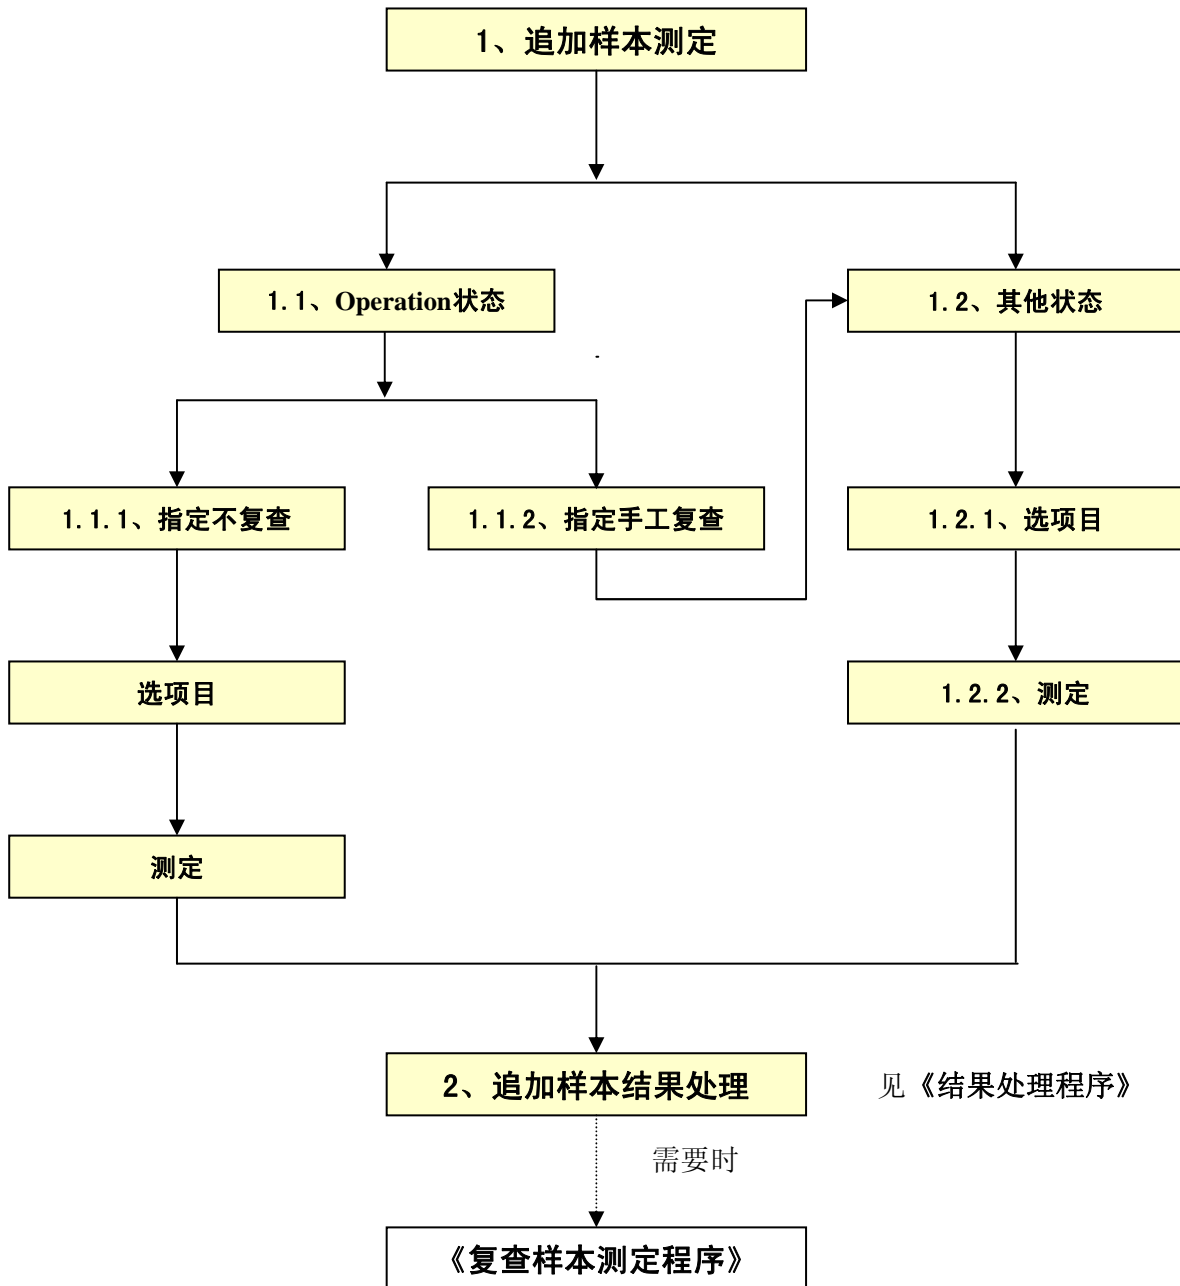 1、追加样本测定
1.1、Operation状态
1.2、其他状态
1.1.1、指定不复查
1.1.2、指定手工复查
1.2.1、选项目
选项目
1.2.2、测定
测定
2、追加样本结果处理
见《结果处理程序》
需要时
《复查样本测定程序》